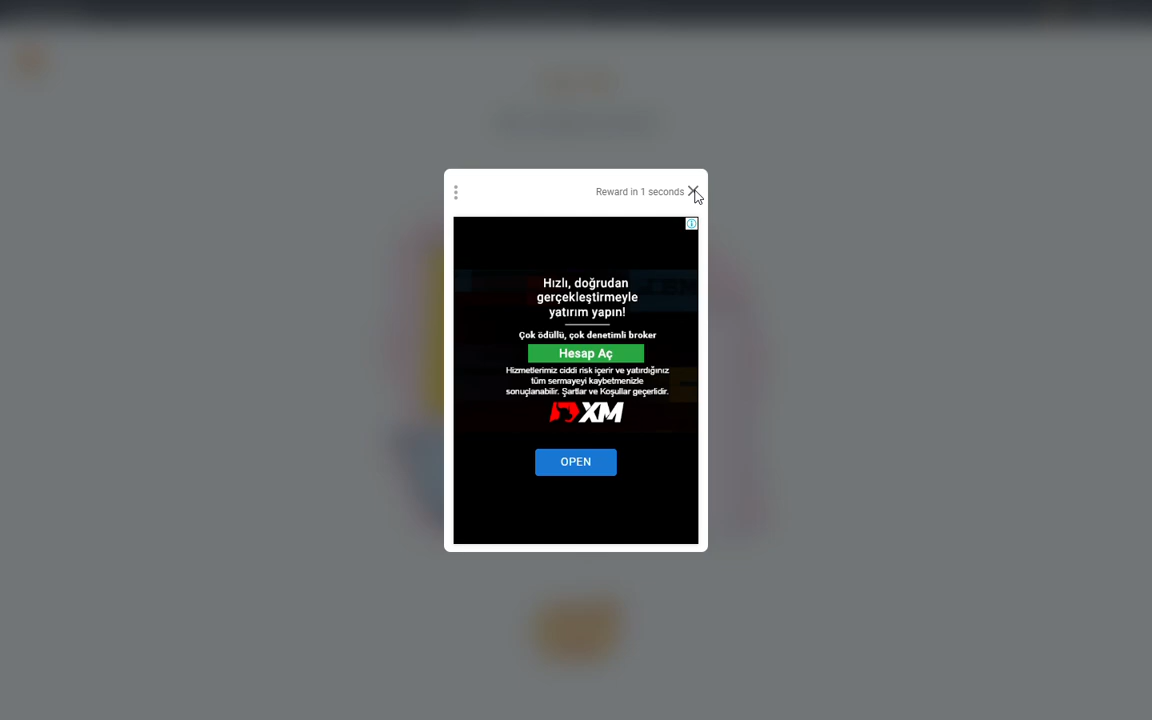 Reward in 1 seconds
Hızlı, doğrudan
gerçekleştirmeyle
yatırım yapın!
Çok ödüllü, çok denetimli broker
Hesap Aç
Hizmetlerimiz ciddi risk içerir ve yatırdığınız
tüm sermayeyi kaybetmenizle
sonuçlanabilir. Şartlar ve Koşullar geçerlidir.
XM
OPEN